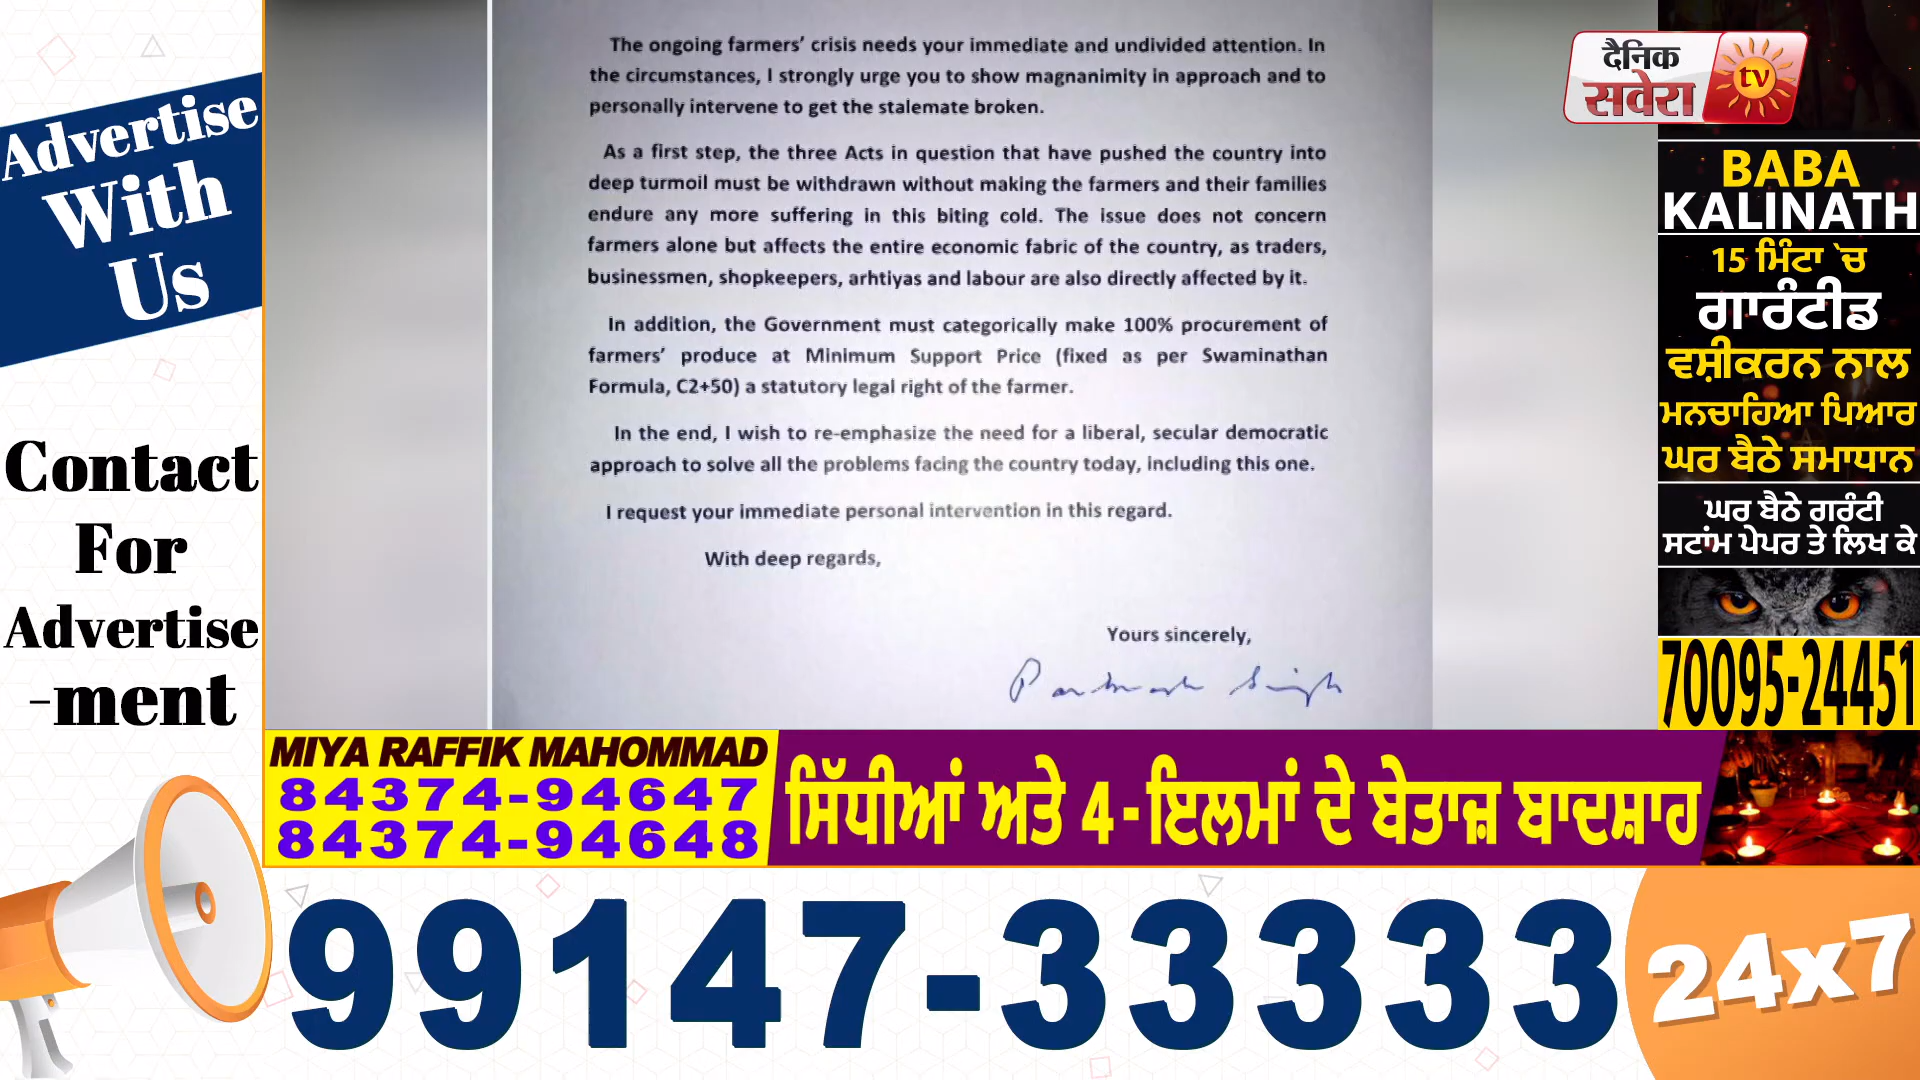 Advertise
With
Us
Contact
For
Advertise
-ment
The ongoing farmers’ crisis needs your immediate and undivided attention. In
the circumstances, I strongly urge you to show magnanimity in approach and to
personally intervene to get the stalemate broken.
As a first step, the three Acts in question that have pushed the country into
deep turmoil must be withdrawn without making the farmers and their families
endure any more suffering in this biting cold. The issue does not concern
farmers alone but affects the entire economic fabric of the country, as traders,
businessmen, shopkeepers, arhtiyas and labour are also directly affected by it.
In addition, the Government must categorically make 100% procurement of
farmers’ produce at Minimum Support Price (fixed as per Swaminathan
Formula, C2+50) a statutory legal right of the farmer.
In the end, I wish to re-emphasize the need for a liberal, secular democratic
approach to solve all the problems facing the country today, including this one.
I request your immediate personal intervention in this regard.
With deep regards,
Yours sincerely,
Parkash Singh
दैनिक
सवेरा
tv
BABA
KALINATH
15 ਮਿੰਟਾ `ਚ
ਗਾਰੰਟੀਡ
ਵਸ਼ੀਕਰਨ ਨਾਲ
ਮਨਚਾਹਿਆ ਪਿਆਰ
ਘਰ ਬੈਠੇ ਸਮਾਧਾਨ
ਘਰ ਬੈਠੇ ਗਰੰਟੀ
ਸਟਾਂਮ ਪੇਪਰ ਤੇ ਲਿਖ ਕੇ
70095-24451
MIYA RAFFIK MAHOMMAD
84374-94647
84374-94648
ਸਿੱਧੀਆਂ ਅਤੇ 4-ਇਲਮਾਂ ਦੇ ਬੇਤਾਜ਼ ਬਾਦਸ਼ਾਹ
99147-33333
24x7